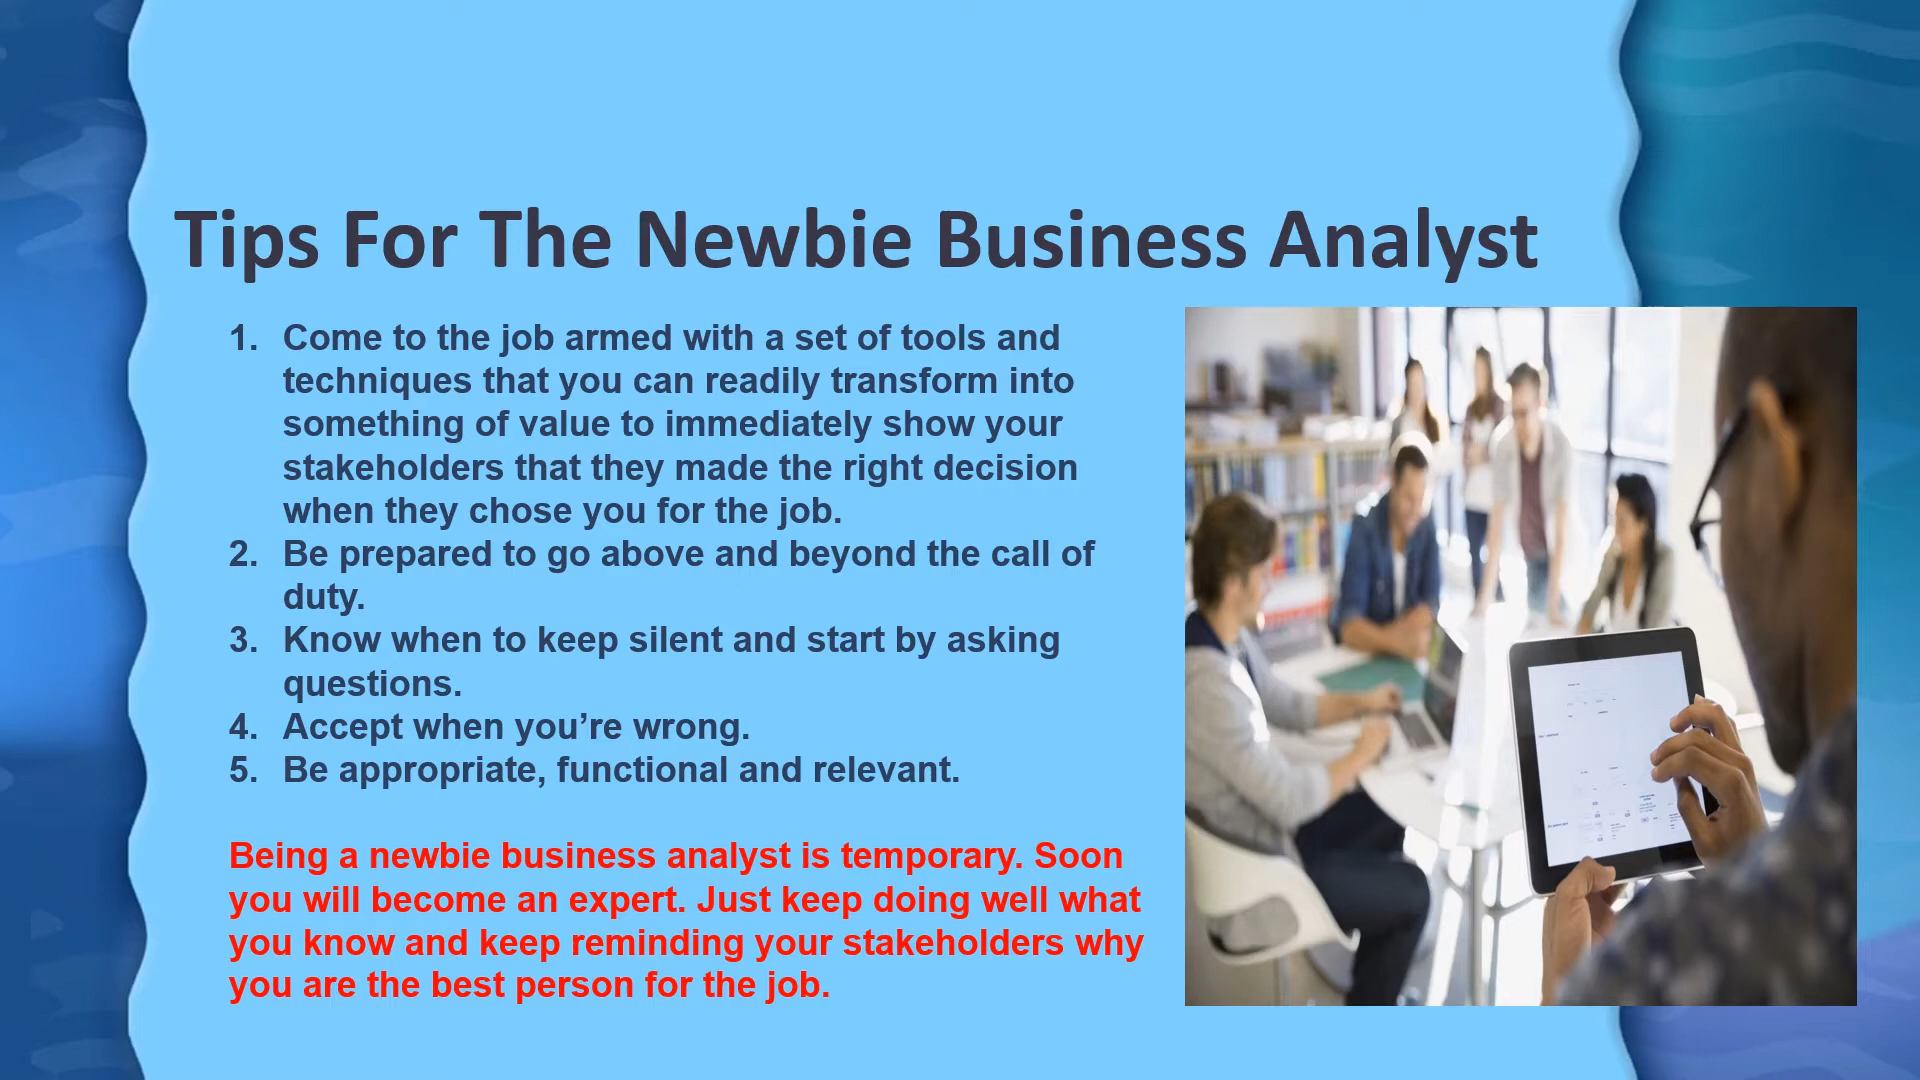 Tips For The Newbie Business Analyst
1. Come to the job armed with a set of tools and
techniques that you can readily transform into
something of value to immediately show your
stakeholders that they made the right decision
when they chose you for the job.
2. Be prepared to go above and beyond the call of
duty.
3. Know when to keep silent and start by asking
questions.
4. Accept when you’re wrong.
5. Be appropriate, functional and relevant.
Being a newbie business analyst is temporary. Soon
you will become an expert. Just keep doing well what
you know and keep reminding your stakeholders why
you are the best person for the job.